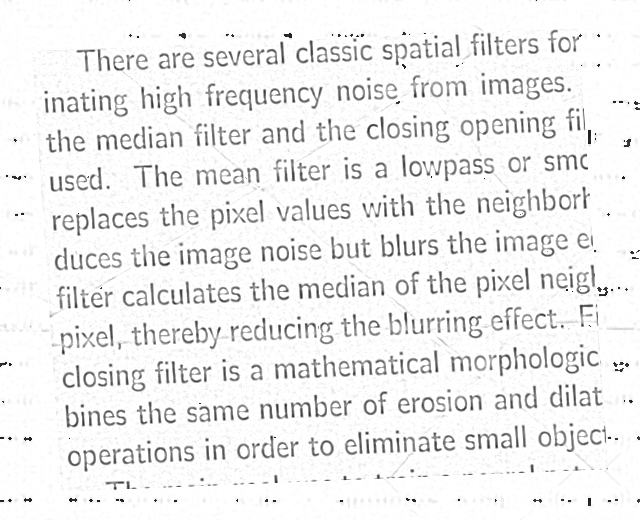 There are several classic spatial filters for
inating high frequency noise from images.
the median filter and the closing opening fil
used. The mean filter is a lowpass or smo
replaces the pixel values with the neighborh
duces the image noise but blurs the image e
filter calculates the median of the pixel neigh
pixel, thereby reducing the blurring effect. Fi
closing filter is a mathematical morphologic
bines the same number of erosion and dilat
operations in order to eliminate small object